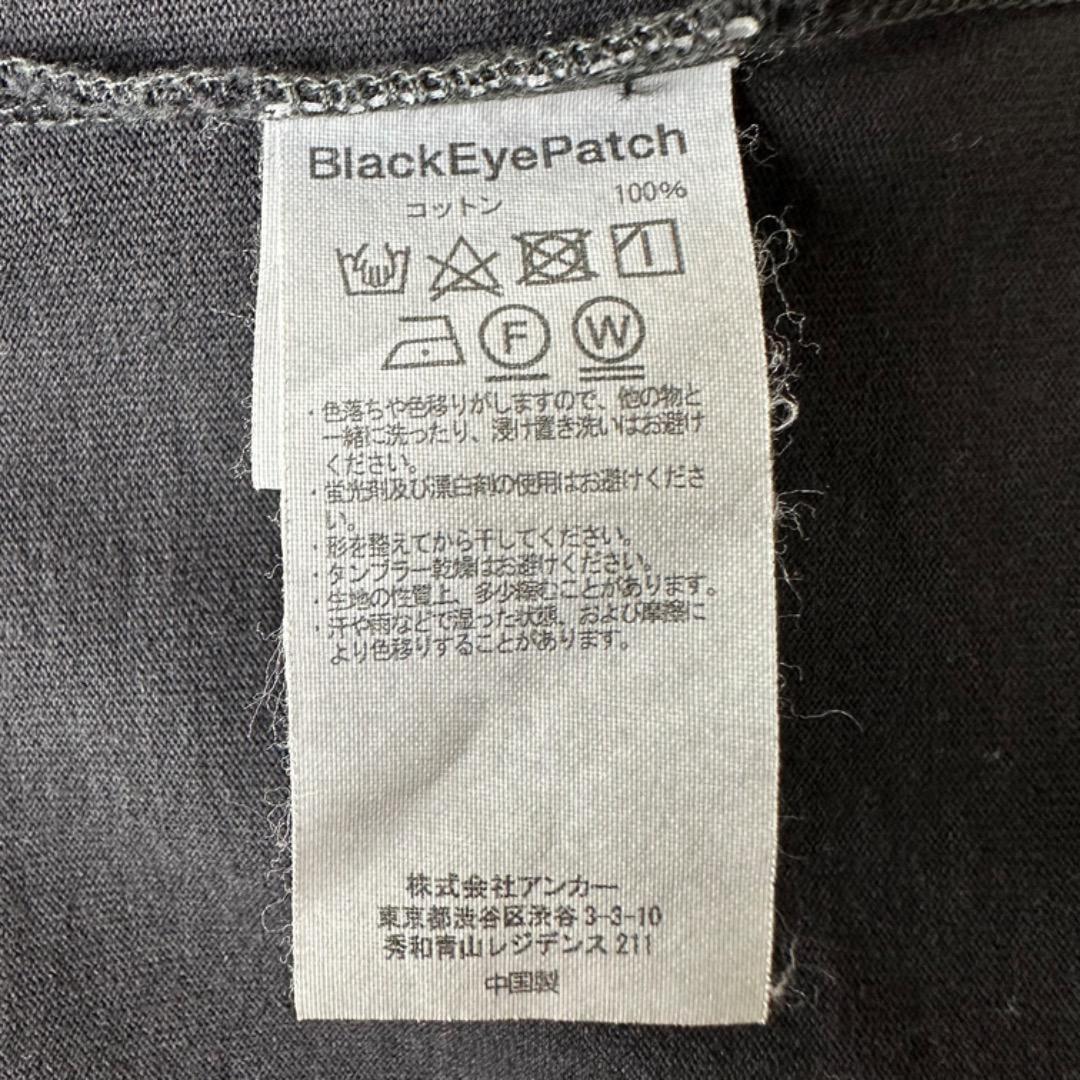 BlackEyePatch
コットン 100%
F W
・色落ちや色移りがしますので、他の物と
一緒に洗ったり、浸け置き洗いはお避け
ください。
・蛍光剤及び漂白剤の使用はお避けくださ
い。
・形を整えてから干してください。
・タンブラー乾燥はお避けください。
・生地の性質上、多少縮むことがあります。
・汗や雨などで湿った状態、および摩擦に
より色移りすることがあります。
株式会社アンカー
東京都渋谷区渋谷 3-3-10
秀和青山レジデンス 211
中国製